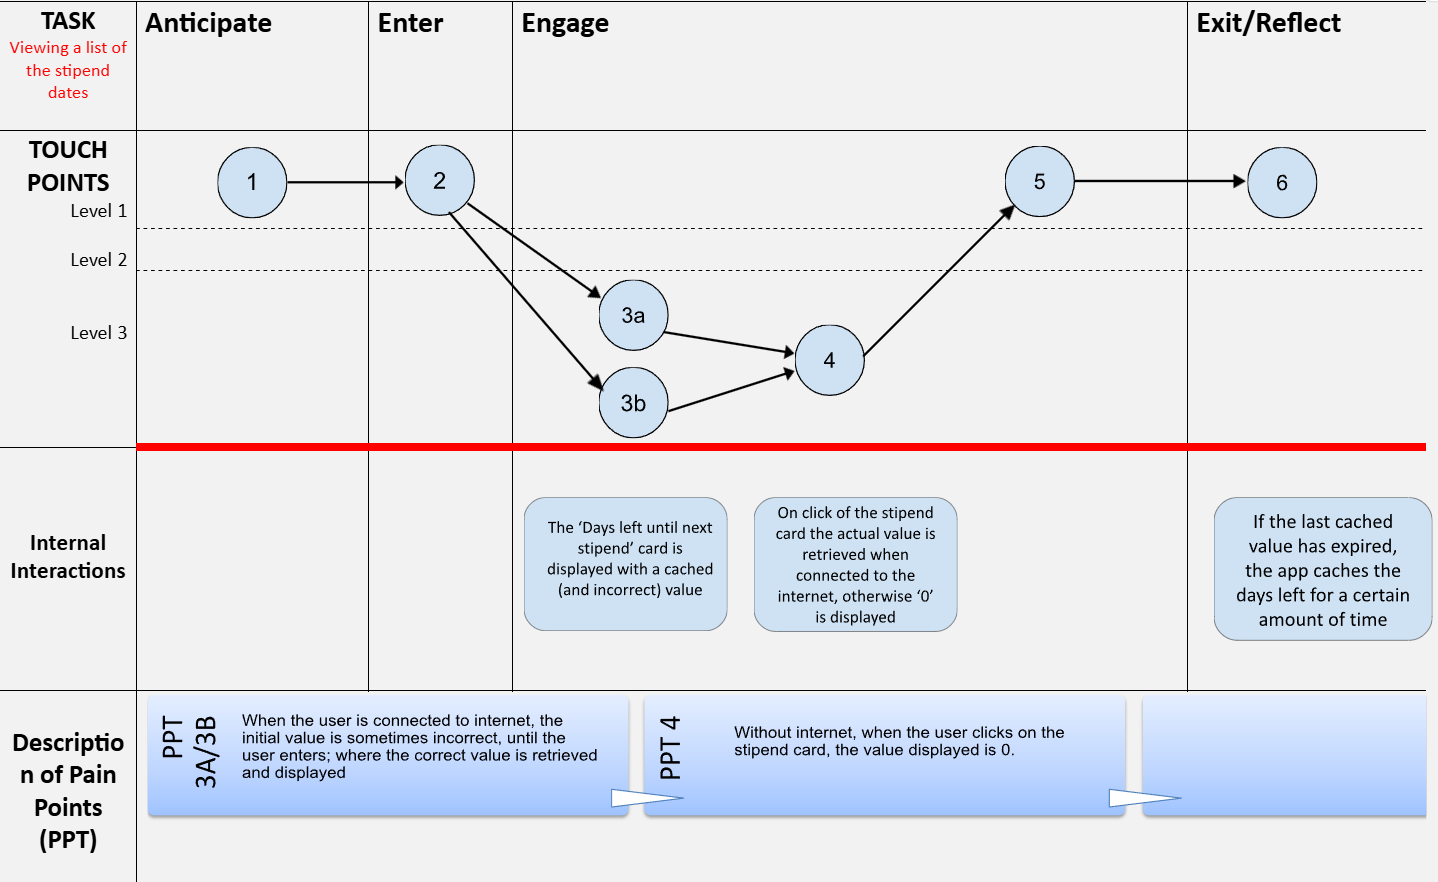 TASK
Viewing a list of
the stipend
dates
Anticipate
Enter
Engage
Exit/Reflect
TOUCH
POINTS
Level 1
Level 2
Level 3
1
2
3a
3b
4
5
6
Internal
Interactions
The ‘Days left until next
stipend’ card is
displayed with a cached
(and incorrect) value
On click of the stipend
card the actual value is
retrieved when
connected to the
internet, otherwise ‘0’
is displayed
If the last cached
value has expired,
the app caches the
days left for a certain
amount of time
Descriptio
n of Pain
Points
(PPT)
PPT
3A/3B
When the user is connected to internet, the
initial value is sometimes incorrect, until the
user enters; where the correct value is retrieved
and displayed
PPT 4
Without internet, when the user clicks on the
stipend card, the value displayed is 0.